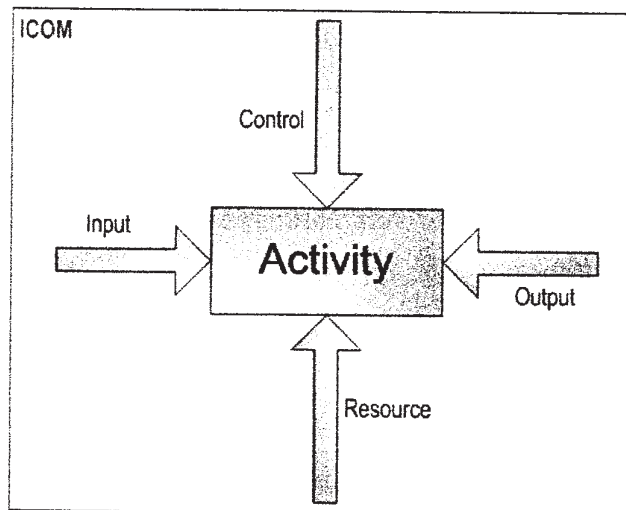 ICOM
Control
Input
Activity
Output
Resource